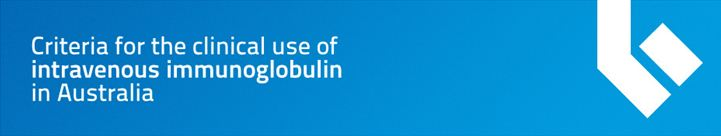 Criteria for the clinical use of
intravenous immunoglobulin
in Australia